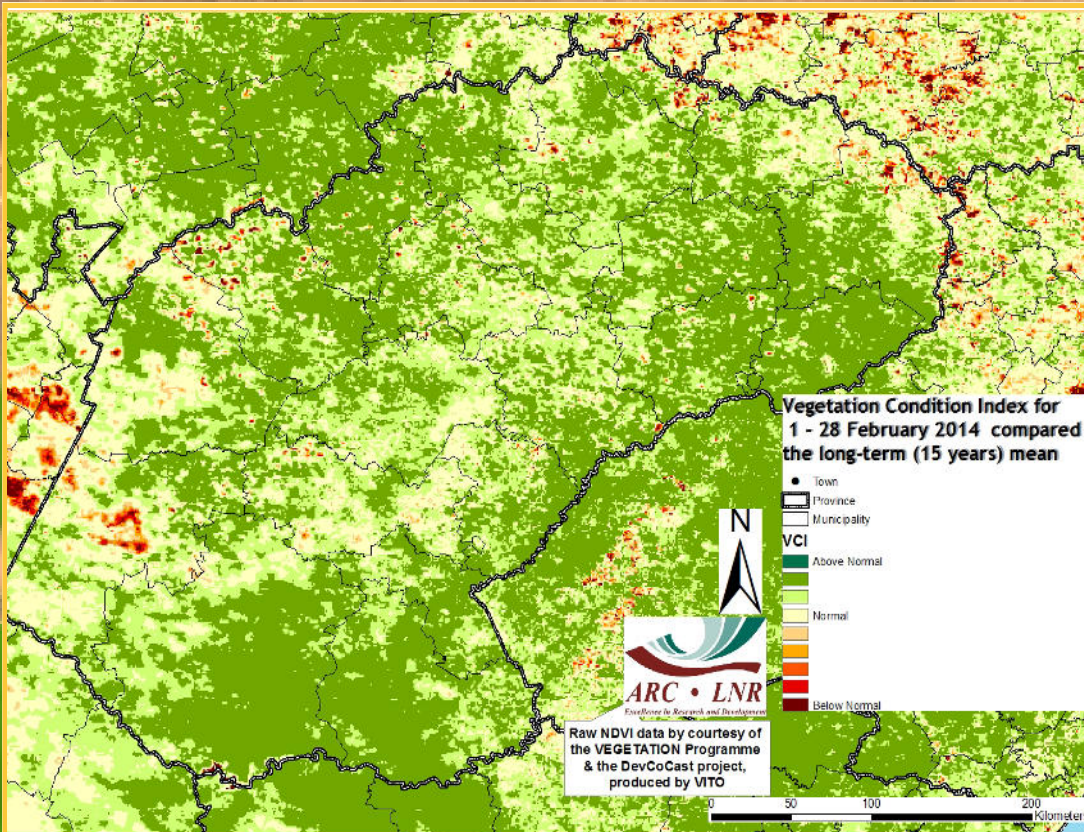 Vegetation Condition Index for
1 - 28 February 2014 compared
the long-term (15 years) mean
Town
Province
Municipality
VCI
Above Normal
Normal
Below Normal
N
ARC • LNR
Excellence in Research and Development
Raw NDVI data by courtesy of
the VEGETATION Programme
& the DevCoCast project,
produced by VITO
0 50 100 200
Kilometer